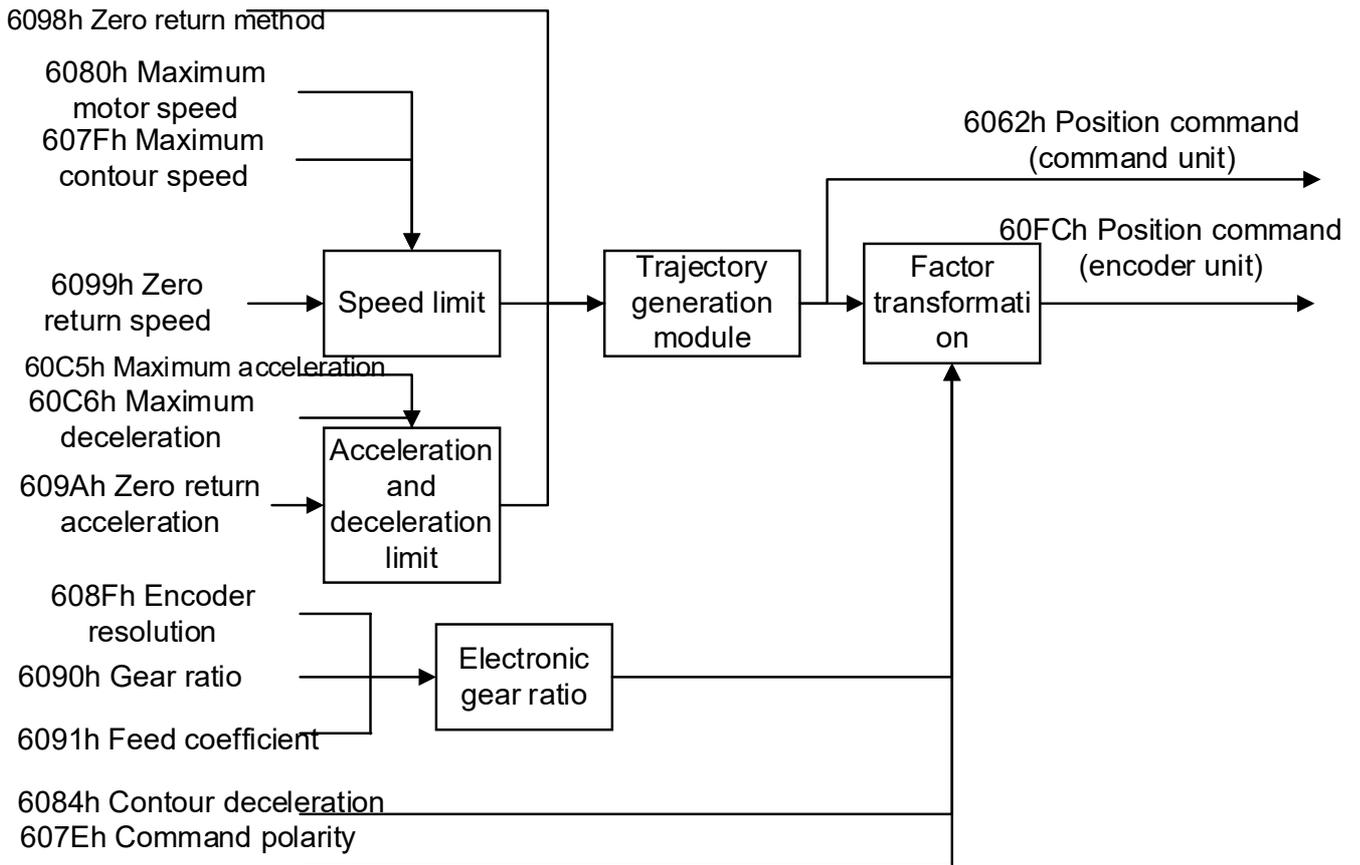 6098h Zero return method
6080h Maximum
motor speed
607Fh Maximum
contour speed
6062h Position command
(command unit)
60FCh Position command
(encoder unit)
6099h Zero
return speed
Speed limit
Trajectory
generation
module
Factor
transformati
on
60C5h Maximum acceleration
60C6h Maximum
deceleration
609Ah Zero return
acceleration
Acceleration
and
deceleration
limit
608Fh Encoder
resolution
6090h Gear ratio
6091h Feed coefficient
Electronic
gear ratio
6084h Contour deceleration
607Eh Command polarity